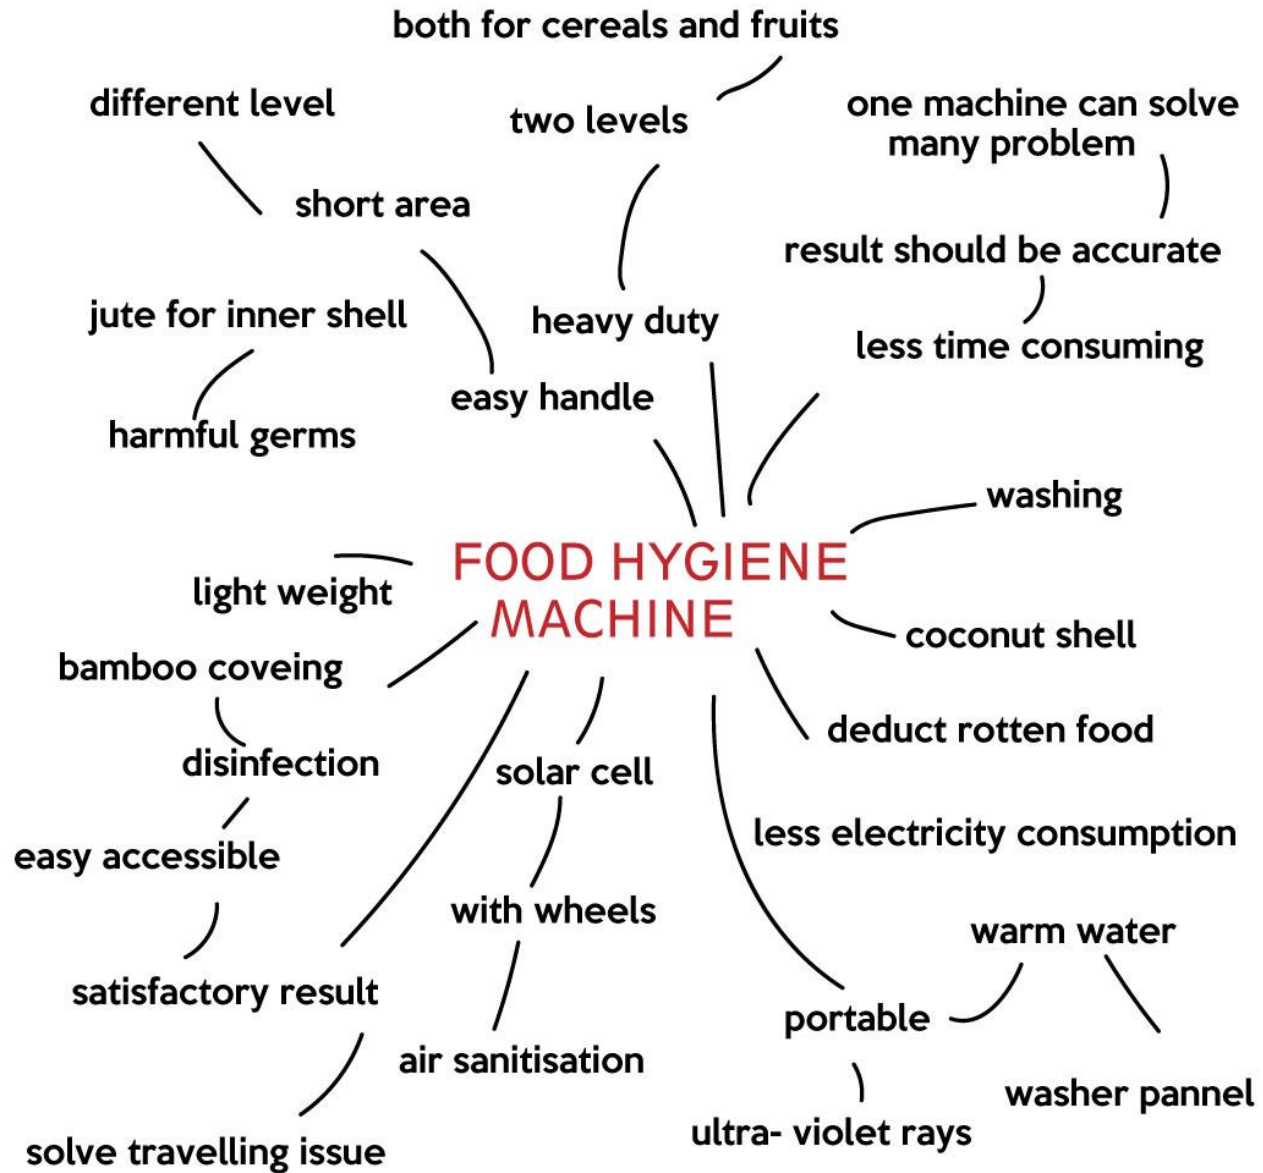 both for cereals and fruits
different level
two levels
one machine can solve
many problem
short area
result should be accurate
jute for inner shell
heavy duty
less time consuming
easy handle
harmful germs
washing
FOOD HYGIENE
MACHINE
light weight
coconut shell
bamboo coveing
deduct rotten food
disinfection
solar cell
less electricity consumption
easy accessible
with wheels
warm water
satisfactory result
portable
air sanitisation
washer pannel
ultra- violet rays
solve travelling issue